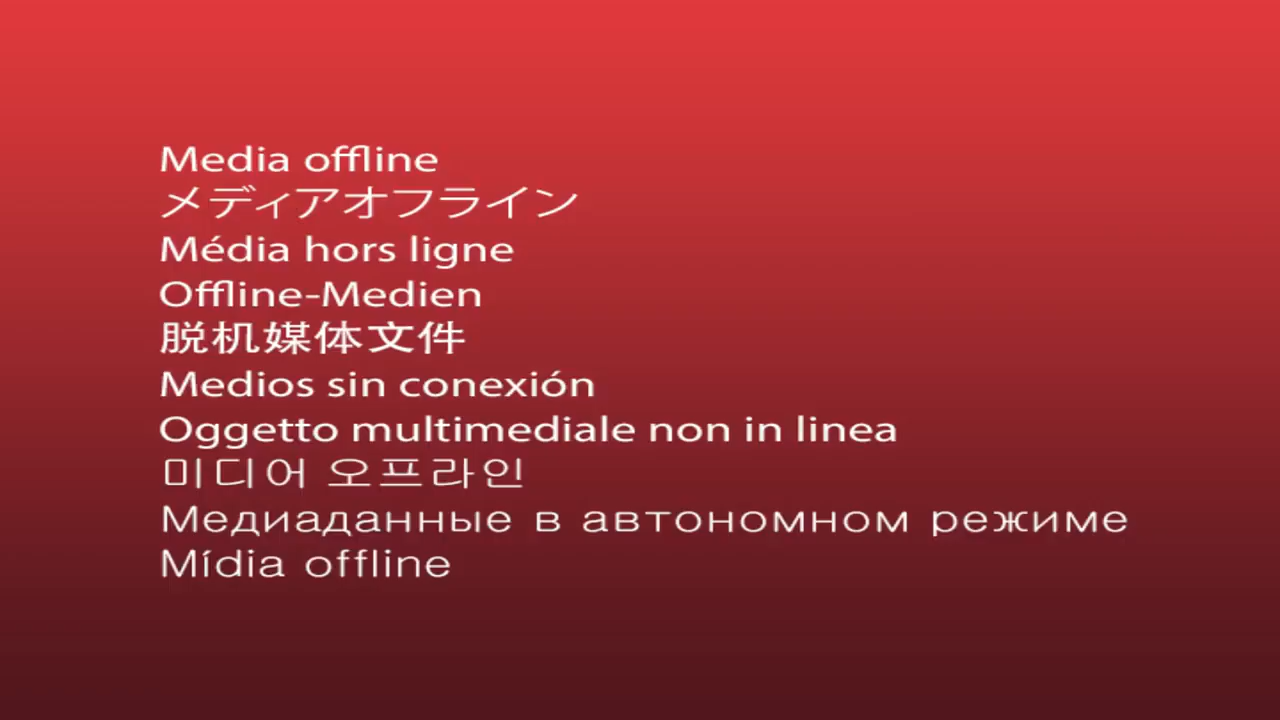 Media offline
メディアオフライン
Média hors ligne
Offline-Medien
脱机媒体文件
Medios sin conexión
Oggetto multimediale non in linea
미디어 오프라인
Медиаданные в автономном режиме
Mídia offline